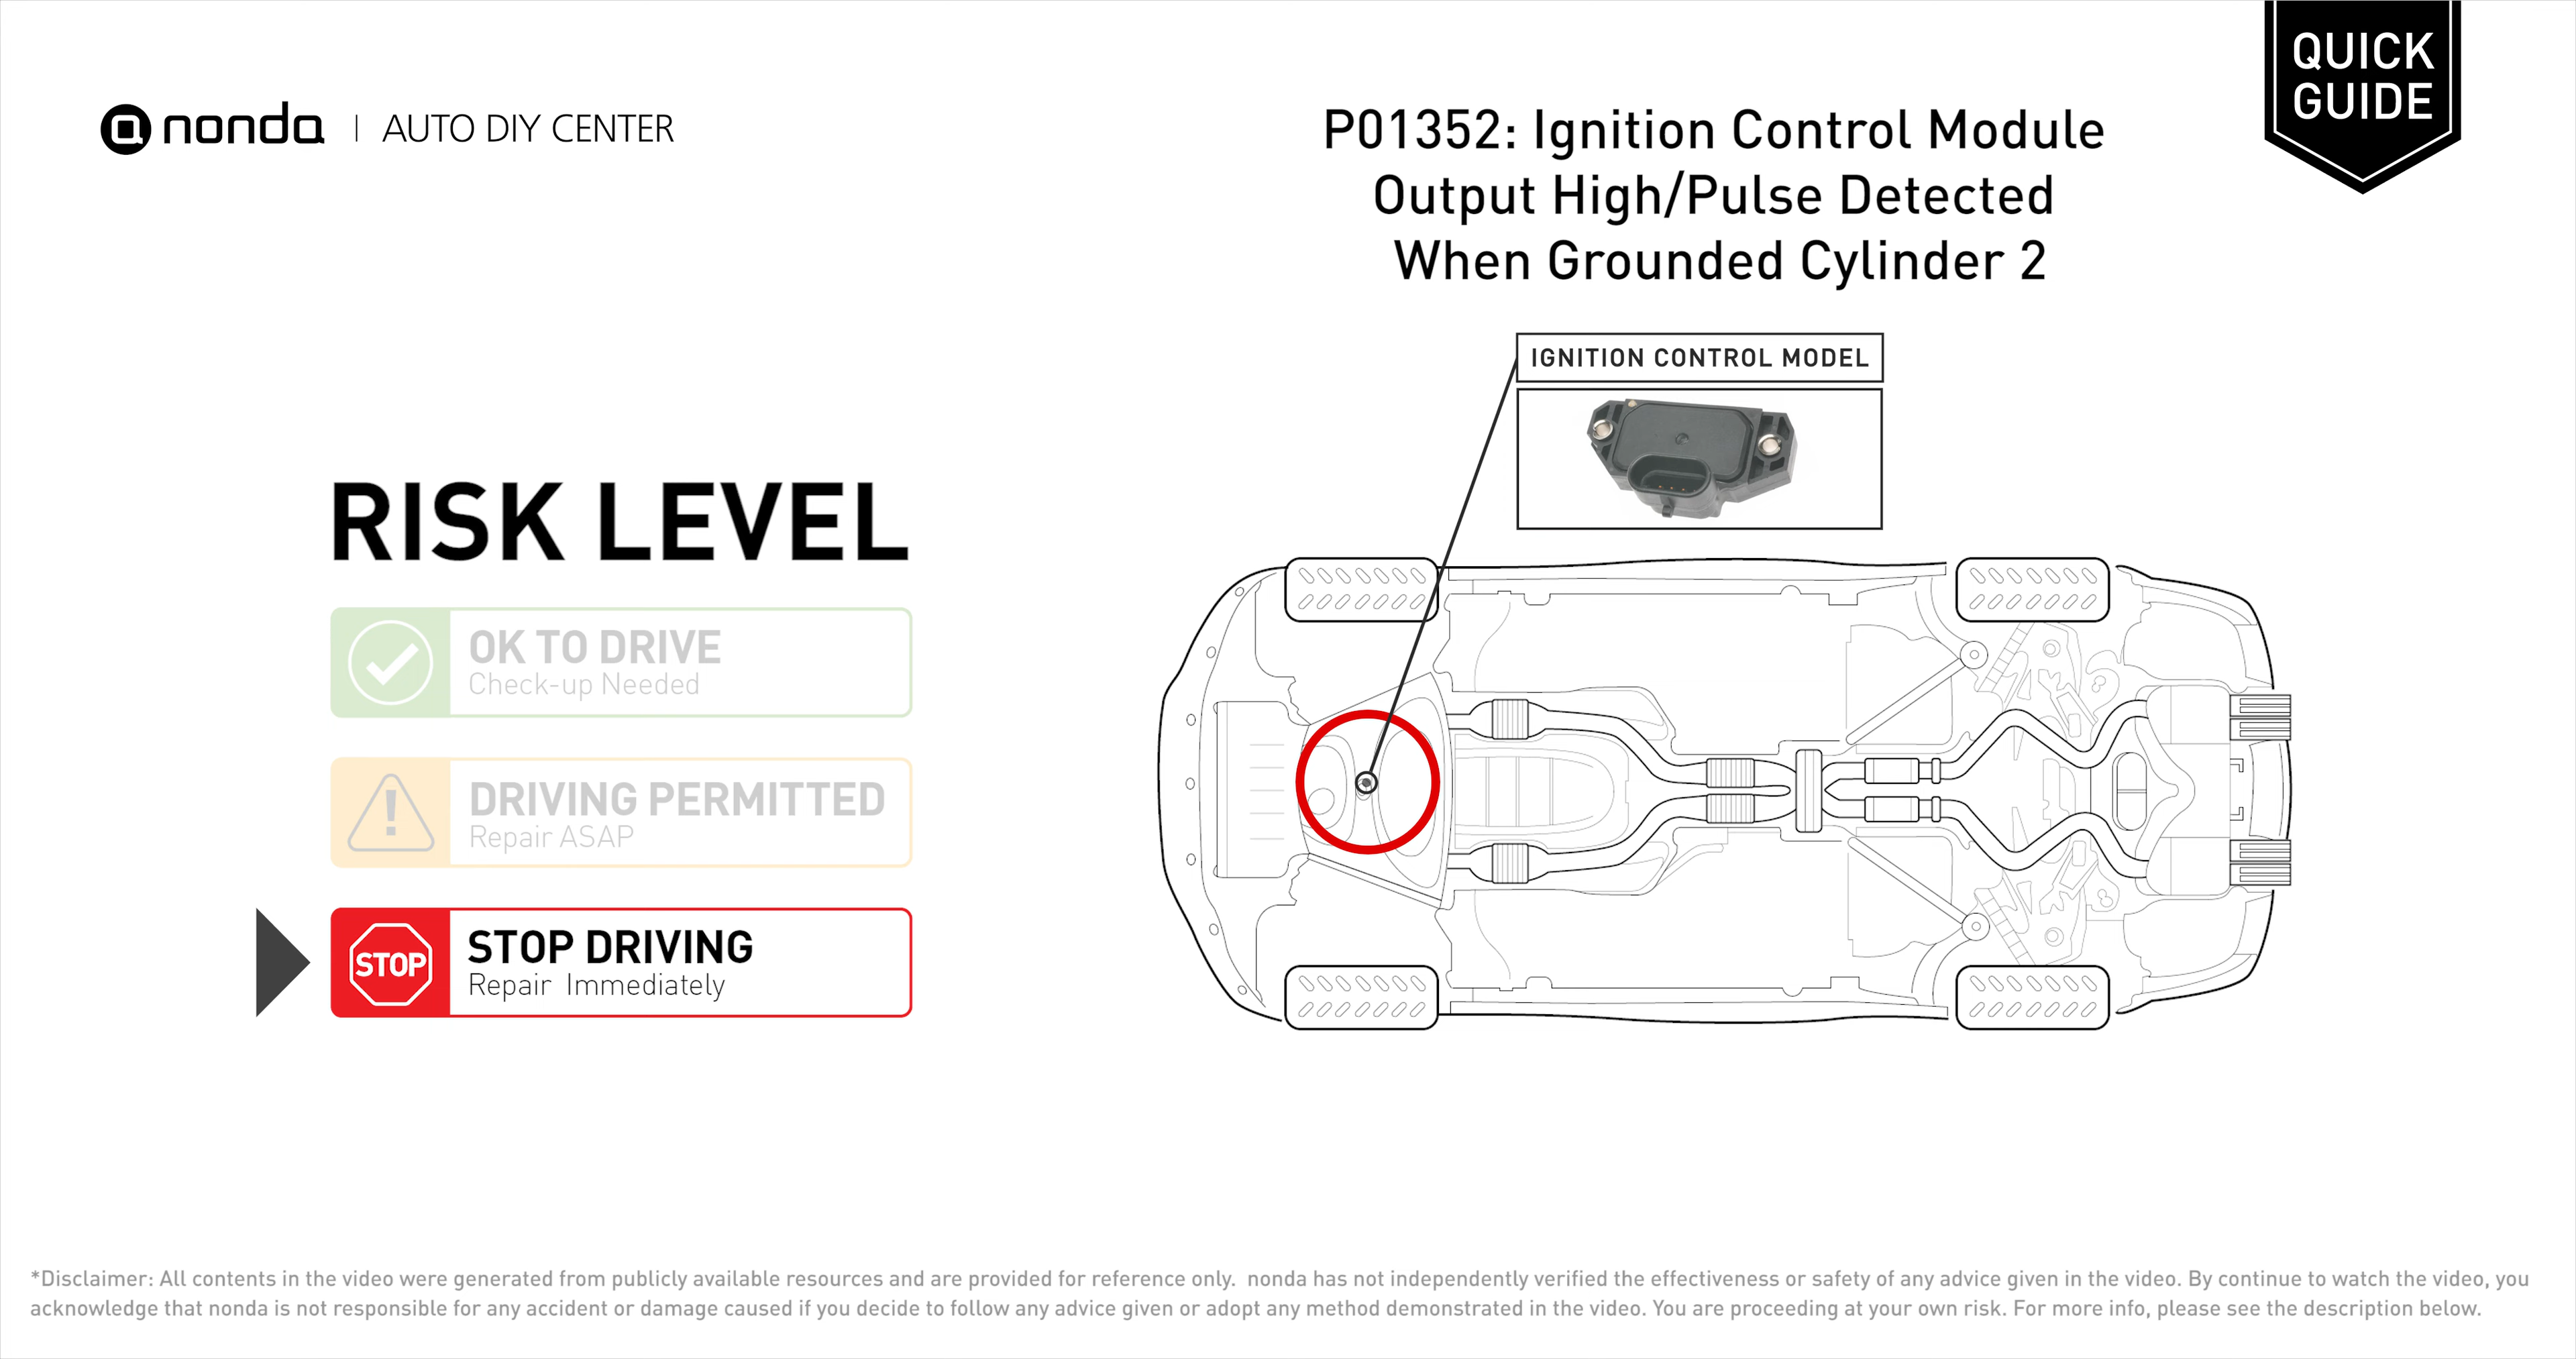 nonda | AUTO DIY CENTER
QUICK
GUIDE
P01352: Ignition Control Module
Output High/Pulse Detected
When Grounded Cylinder 2
IGNITION CONTROL MODEL
RISK LEVEL
OK TO DRIVE
Check-up Needed
DRIVING PERMITTED
Repair ASAP
STOP
STOP DRIVING
Repair Immediately
*Disclaimer: All contents in the video were generated from publicly available resources and are provided for reference only. nonda has not independently verified the effectiveness or safety of any advice given in the video. By continue to watch the video, you
acknowledge that nonda is not responsible for any accident or damage caused if you decide to follow any advice given or adopt any method demonstrated in the video. You are proceeding at your own risk. For more info, please see the description below.